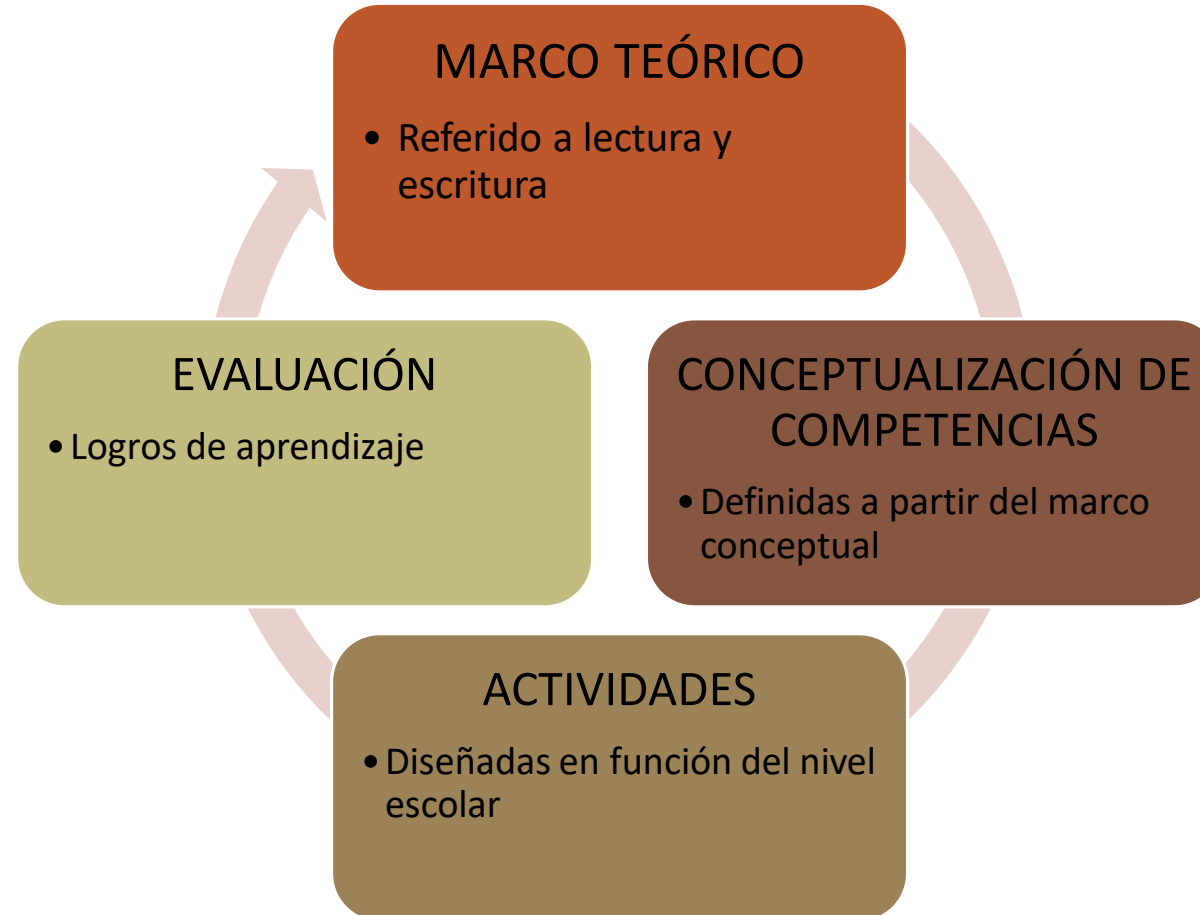 MARCO TEÓRICO
• Referido a lectura y
escritura
CONCEPTUALIZACIÓN DE
COMPETENCIAS
• Definidas a partir del marco
conceptual
ACTIVIDADES
• Diseñadas en función del nivel
escolar
EVALUACIÓN
• Logros de aprendizaje